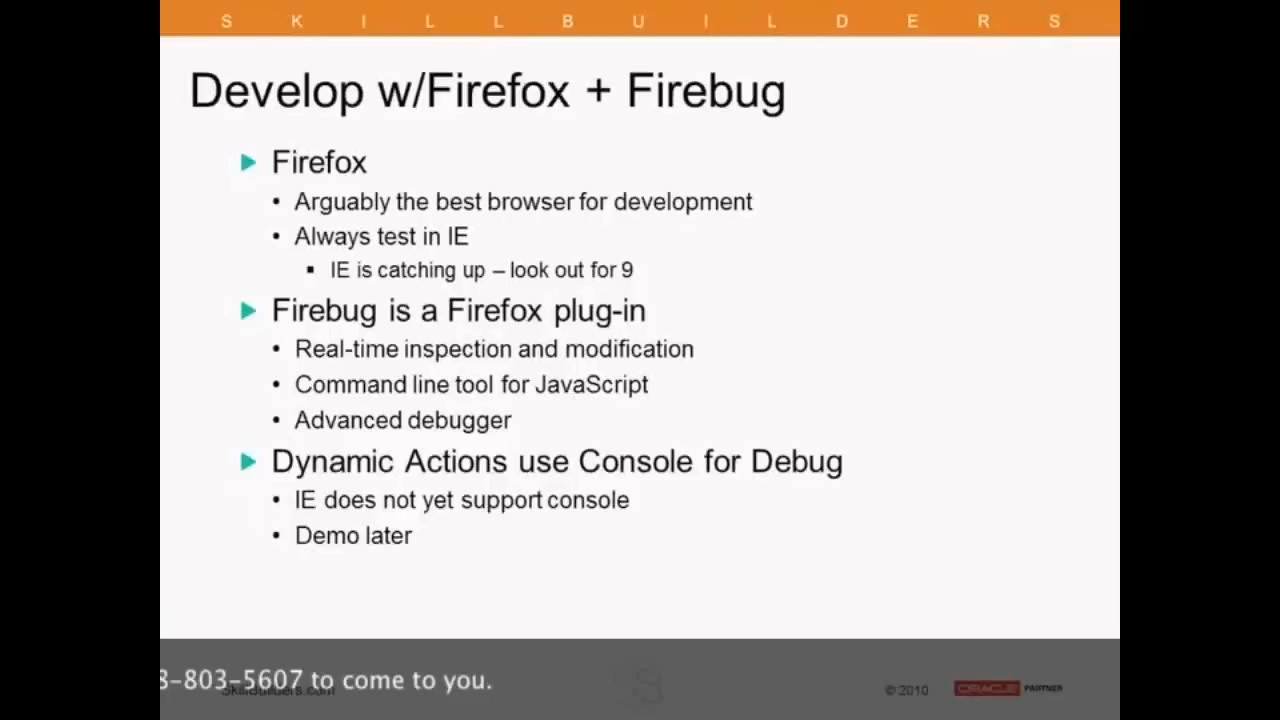 SKILLBUILDERS
Develop w/Firefox + Firebug
Firefox
• Arguably the best browser for development
• Always test in IE
▪ IE is catching up – look out for 9
Firebug is a Firefox plug-in
• Real-time inspection and modification
• Command line tool for JavaScript
• Advanced debugger
Dynamic Actions use Console for Debug
• IE does not yet support console
• Demo later
8-803-5607 to come to you.
SkillBuilders.com
© 2010
ORACLE PARTNER